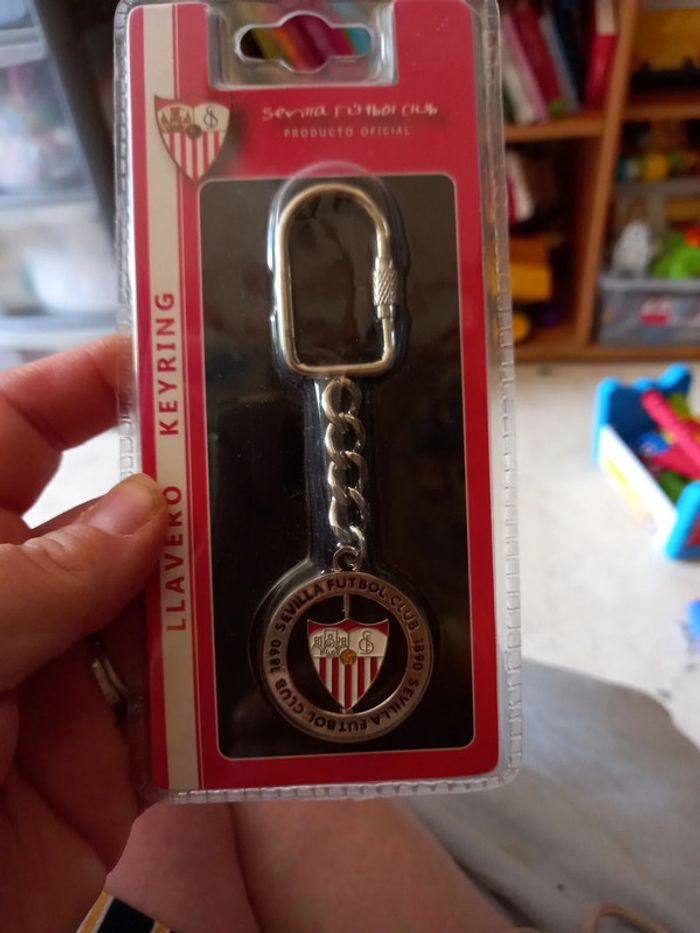 Sevilla Fútbol Club
PRODUCTO OFICIAL
LLAVERO KEYRING
SEVILLA FUTBOL CLUB 1890 SEVILLA FUTBOL CLUB 1890